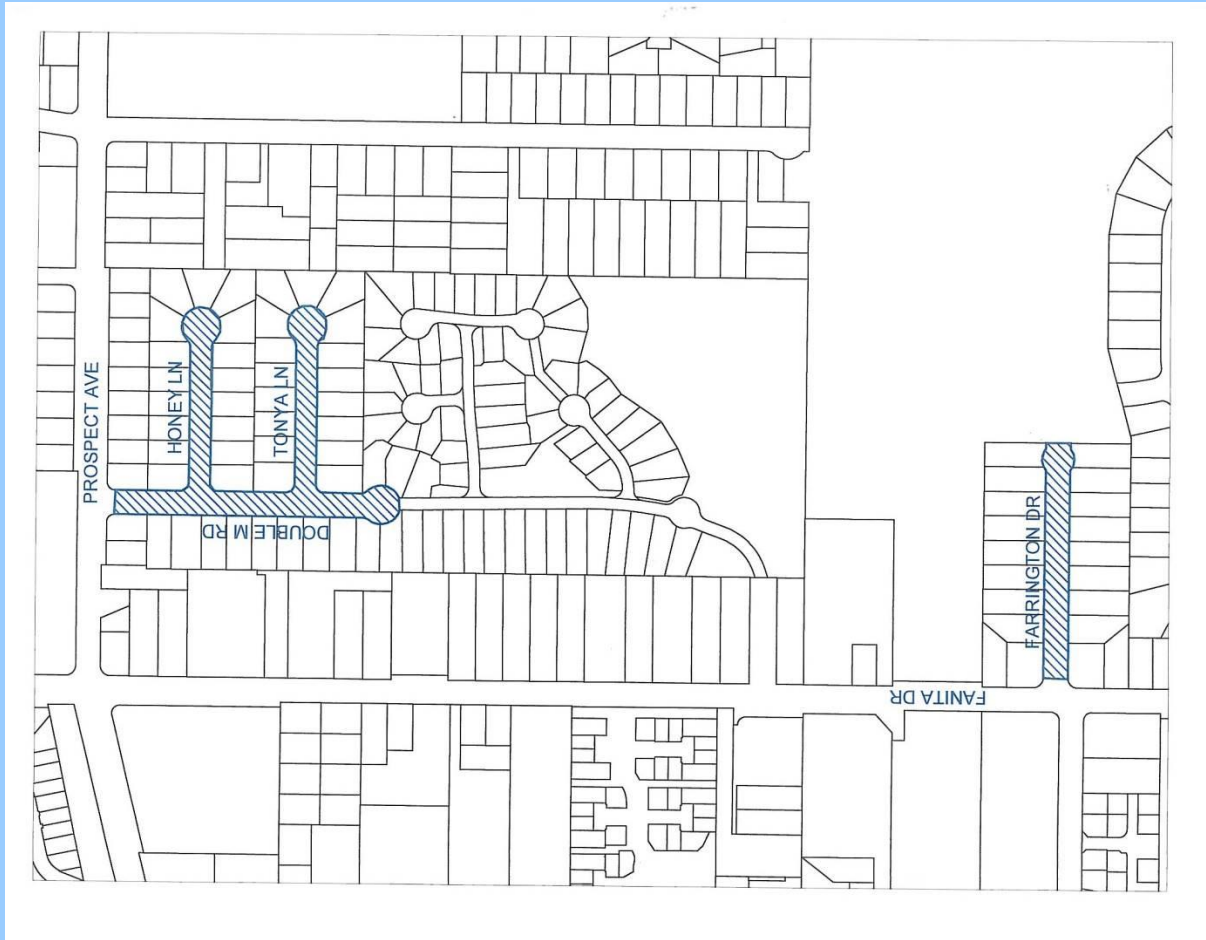 PROSPECT AVE
HONEY LN
TONYA LN
DOUBLE M RD
FARRINGTON DR
FANITA DR